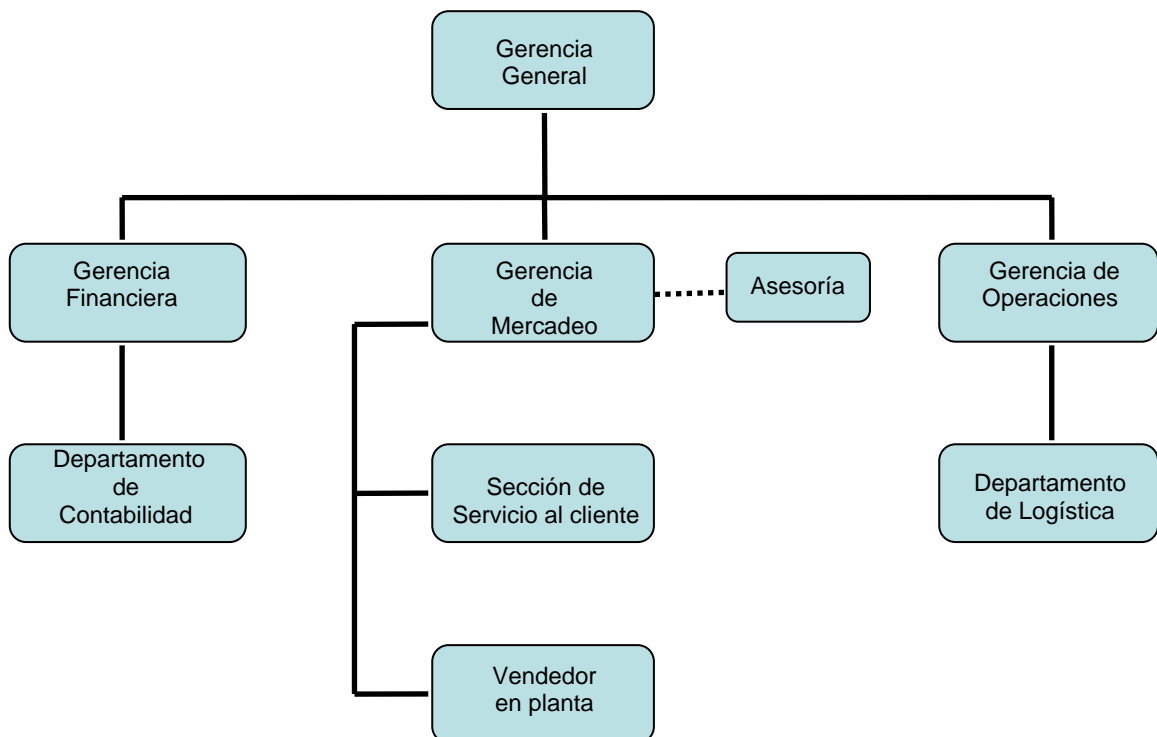 Gerencia
General
Gerencia
Financiera
Gerencia
de
Mercadeo
Asesoría
Gerencia de
Operaciones
Departamento
de
Contabilidad
Sección de
Servicio al cliente
Departamento
de Logística
Vendedor
en planta